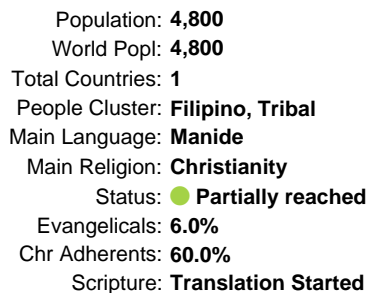 Population: 4,800
World Popl: 4,800
Total Countries: 1
People Cluster: Filipino, Tribal
Main Language: Manide
Main Religion: Christianity
Status: Partially reached
Evangelicals: 6.0%
Chr Adherents: 60.0%
Scripture: Translation Started